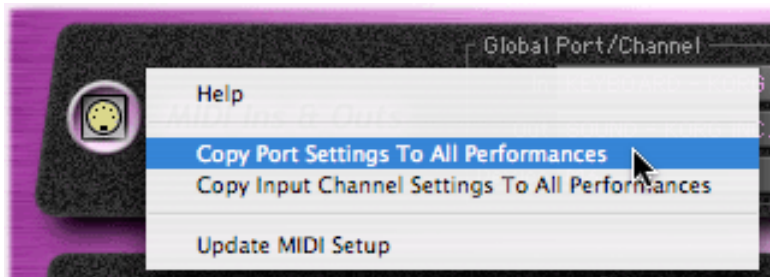 Global Port/Channel
Help
MIDI Ins & Outs
Copy Port Settings To All Performances
Copy Input Channel Settings To All Performances
Update MIDI Setup